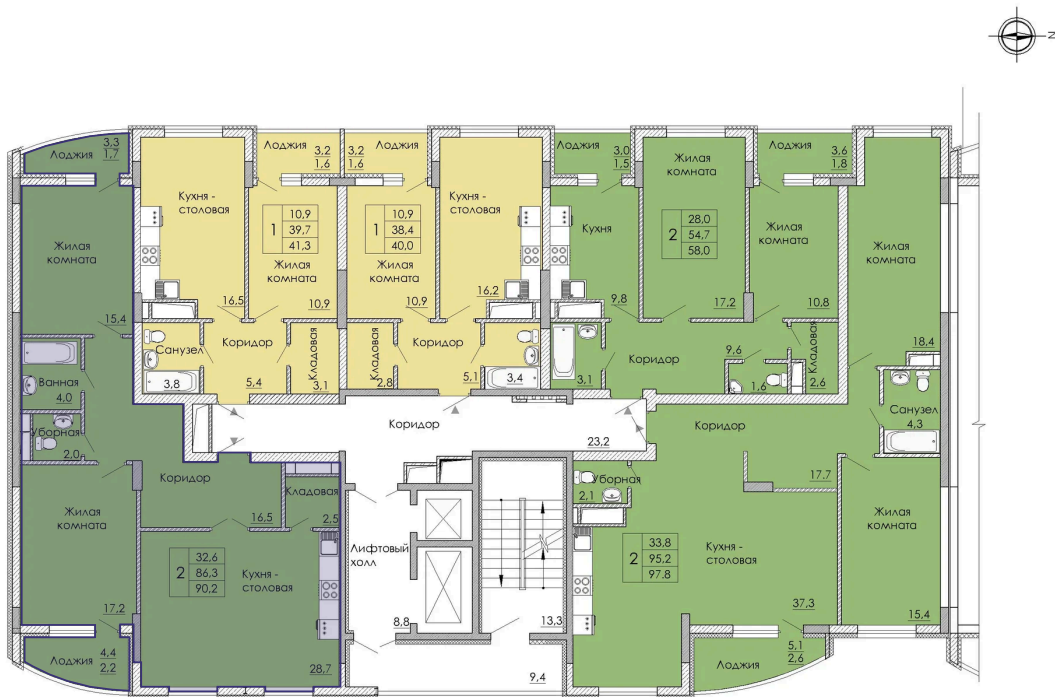 N
3,3
Лоджия 1,7
Жилая
комната
15,4
Ванная
4,0
Уборная
2,0
Жилая
комната
17,2
4,4
Лоджия 2,2
Коридор
16,5
Кладовая
2,5
32,6
2 86,3
90,2
Кухня -
столовая
28,7
Кухня -
столовая
16,5
Лоджия 3,2
1,6
10,9
1 39,7
41,3
Жилая
комната
10,9
Санузел
3,8
Коридор
5,4
Кладовая
3,1
3,2 Лоджия
1,6
10,9
1 38,4
40,0
Жилая
комната
10,9
Кухня -
столовая
16,2
Кладовая
2,8
Коридор
5,1
3,4
Лоджия 3,0
1,5
Кухня
9,8
Жилая
комната
28,0
2 54,7
58,0
17,2
Лоджия 3,6
1,8
Жилая
комната
10,8
3,1
Коридор
9,6
1,6
Кладовая
2,6
Жилая
комната
18,4
Санузел
4,3
Коридор
17,7
Уборная
2,1
33,8
2 95,2
97,8
Кухня -
столовая
37,3
Жилая
комната
15,4
5,1
Лоджия 2,6
Коридор
23,2
Лифтовый
холл
8,8
13,3
9,4